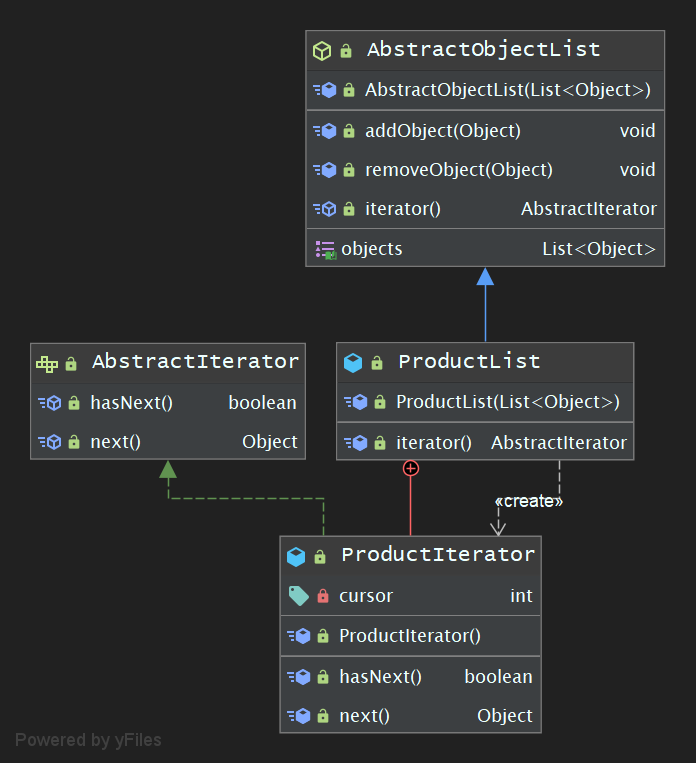 AbstractObjectList
AbstractObjectList(List<Object>)
addObject(Object) void
removeObject(Object) void
iterator() AbstractIterator
objects List<Object>
AbstractIterator
hasNext() boolean
next() Object
ProductList
ProductList(List<Object>)
iterator() AbstractIterator
«create»
ProductIterator
cursor int
ProductIterator()
hasNext() boolean
next() Object
Powered by yFiles